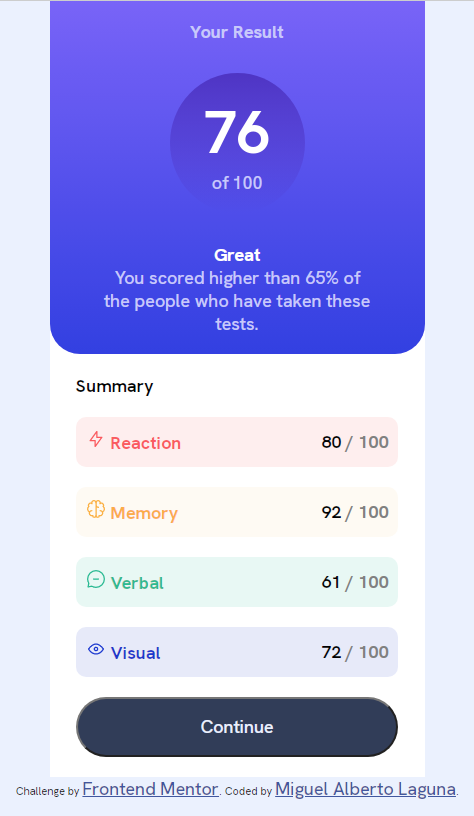 Your Result
76
of 100
Great
You scored higher than 65% of
the people who have taken these
tests.
Summary
Reaction 80 / 100
Memory 92 / 100
Verbal 61 / 100
Visual 72 / 100
Continue
Challenge by Frontend Mentor. Coded by Miguel Alberto Laguna.